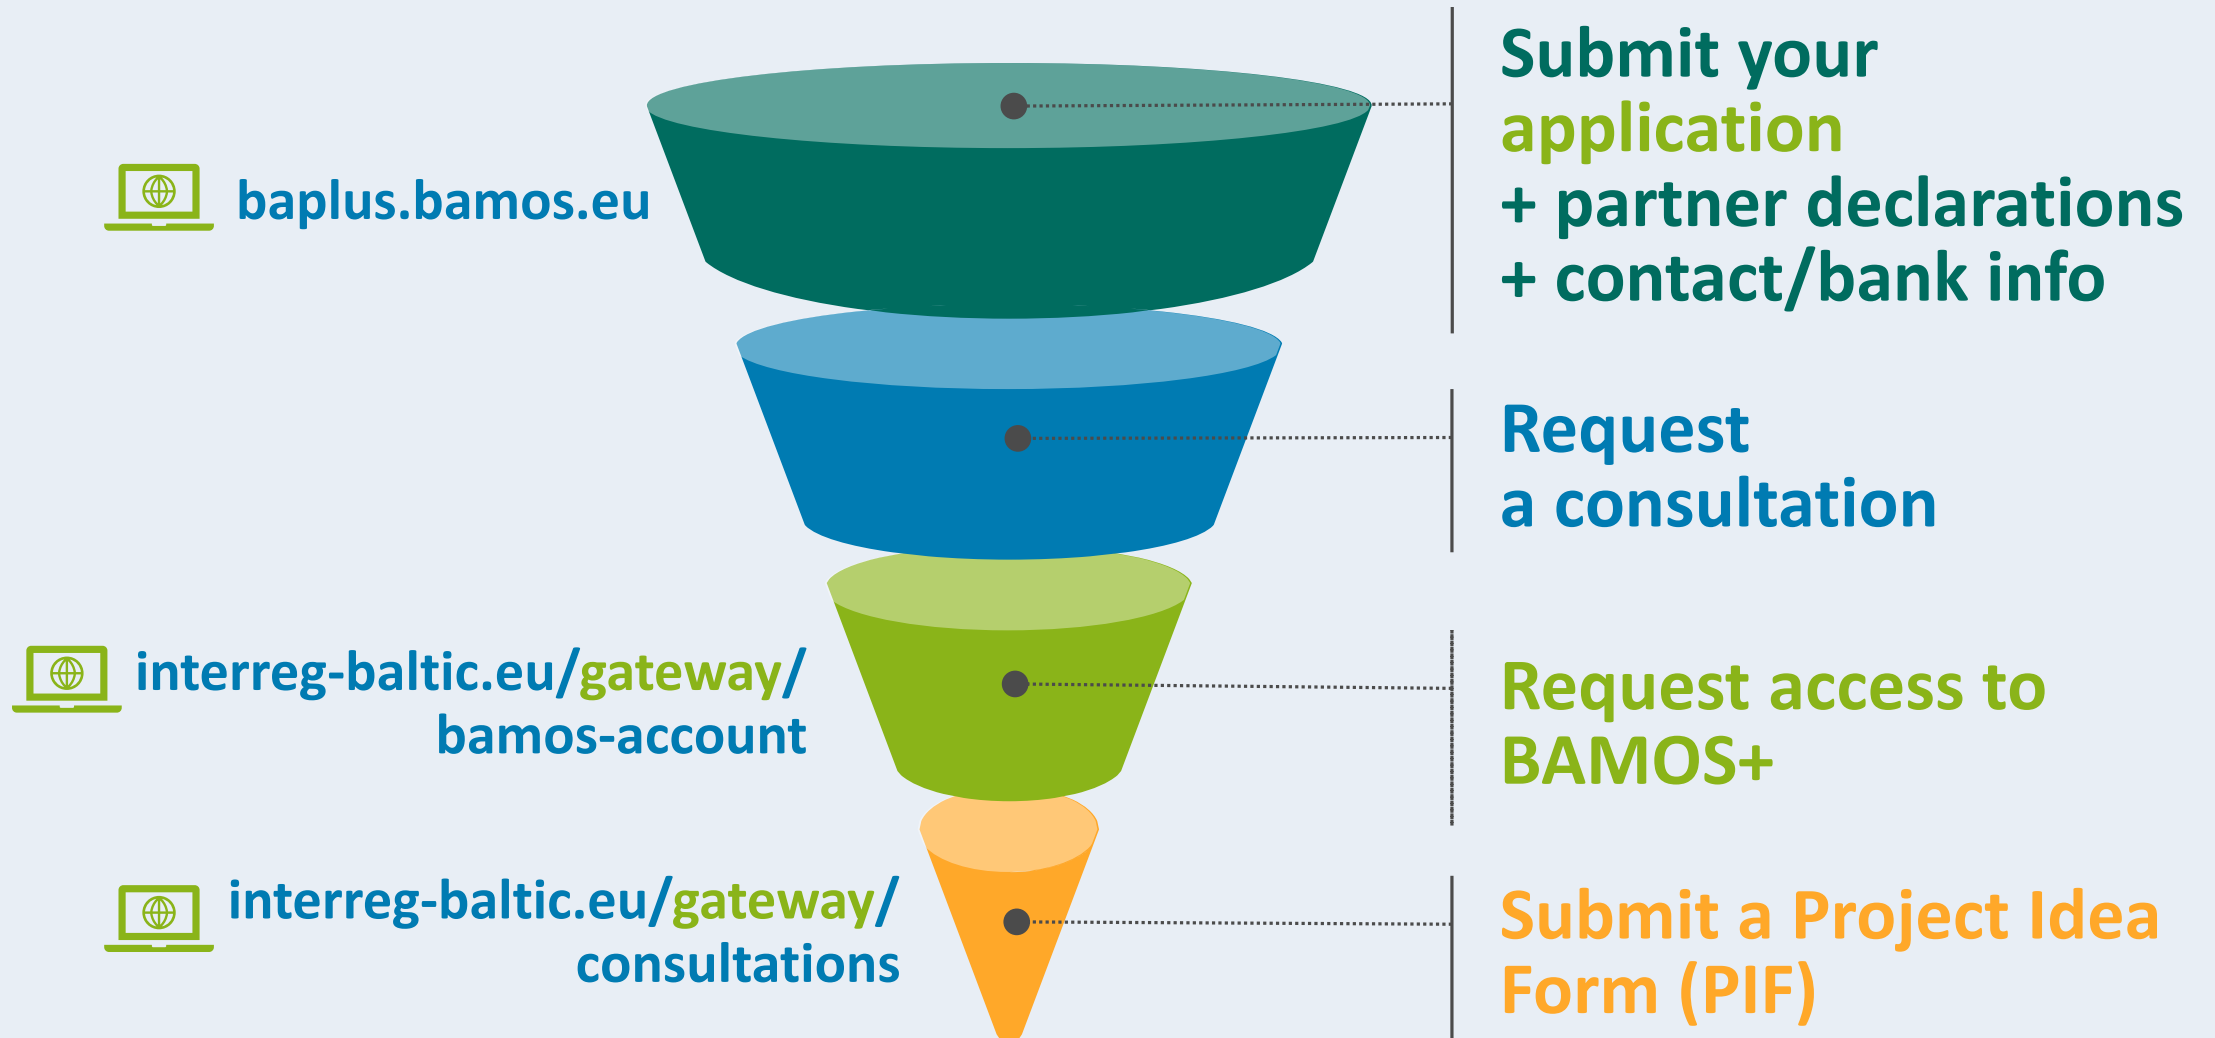 Submit your
application
+ partner declarations
+ contact/bank info
baplus.bamos.eu
Request
a consultation
interreg-baltic.eu/gateway/
bamos-account
Request access to
BAMOS+
interreg-baltic.eu/gateway/
consultations
Submit a Project Idea
Form (PIF)